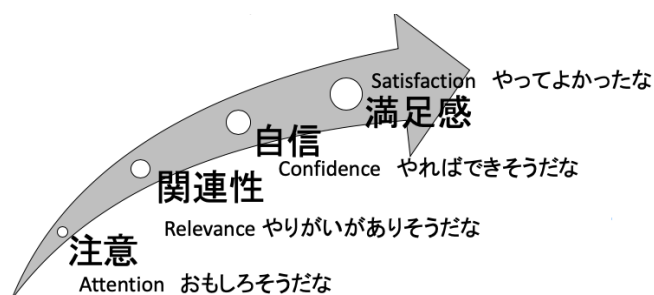 Satisfaction やってよかったな
満足感
自信
Confidence やればできそうだな
関連性
Relevance やりがいがありそうだな
注意
Attention おもしろそうだな